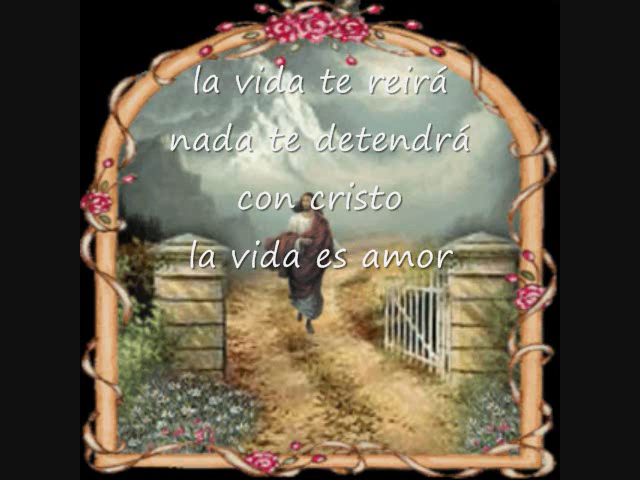 la vida te reirá
nada te detendrá
con cristo
la vida es amor